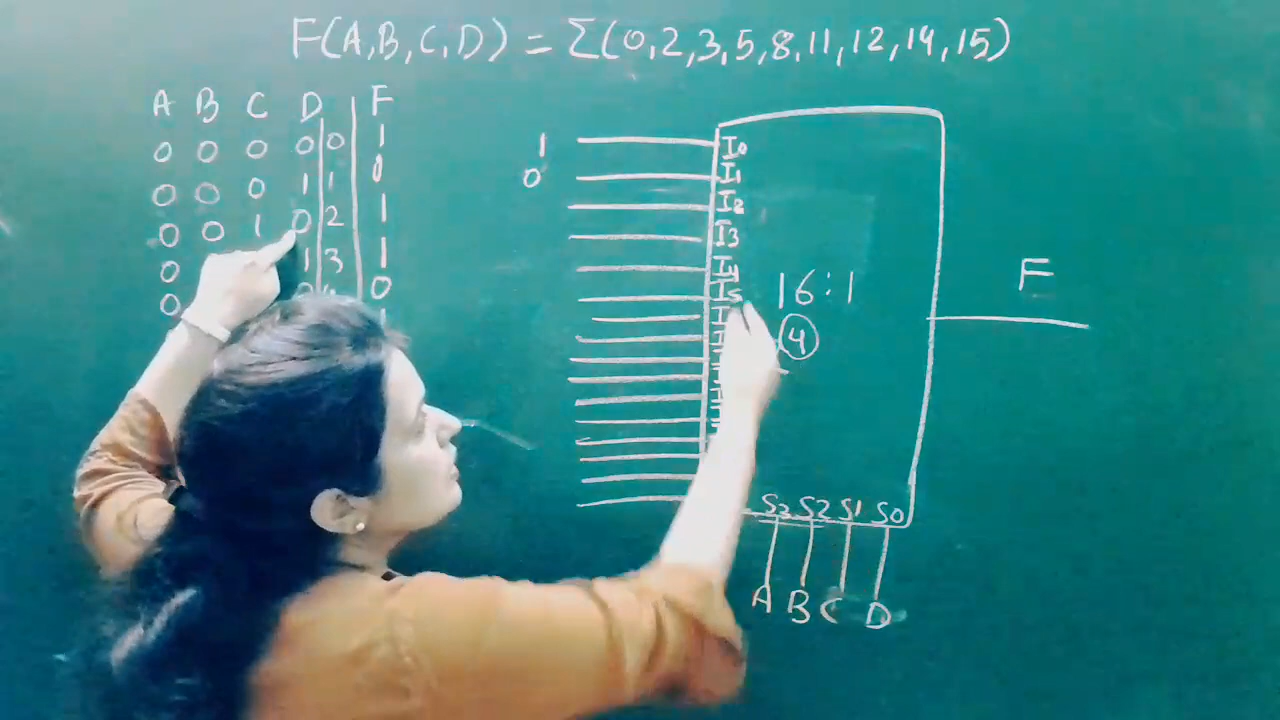 F(A,B,C,D) = Σ(0,2,3,5,8,11,12,14,15)
A B C D F
0 0 0 0 0 1
0 0 0 1 1 0
0 0 1 0 2 1
0 1 3 1
0 0
1 I0
0 I1
I2
I3
I4
I5
16:1
4
F
S3 S2 S1 S0
A B C D